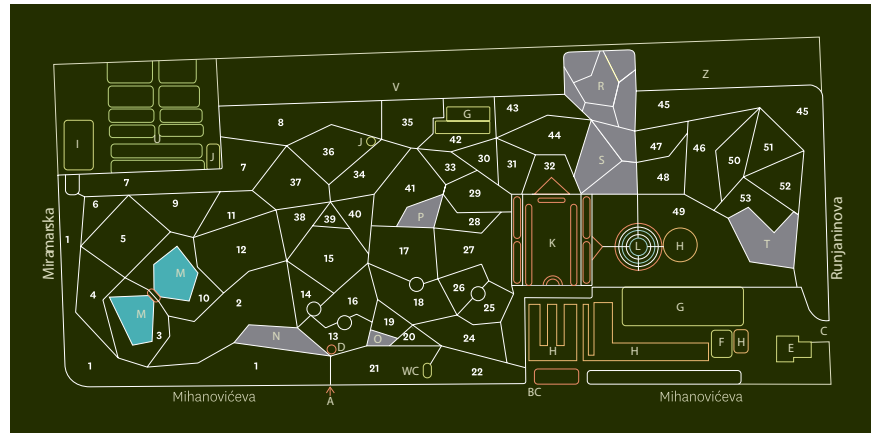 V
Z
R
G
I
J
J
8
35
43
45
45
42
44
36
7
7
34
33
30
31
32
47
46
48
50
51
52
53
S
37
41
29
28
P
6
9
11
38
39
40
49
5
12
15
17
27
K
L
H
T
1
Miramarska
Runjaninova
M
M
4
10
2
14
16
18
26
25
3
N
13
19
O
20
24
D
G
H
H
F
H
E
C
1
1
21
WC
22
BC
A
Mihanovićeva
Mihanovićeva